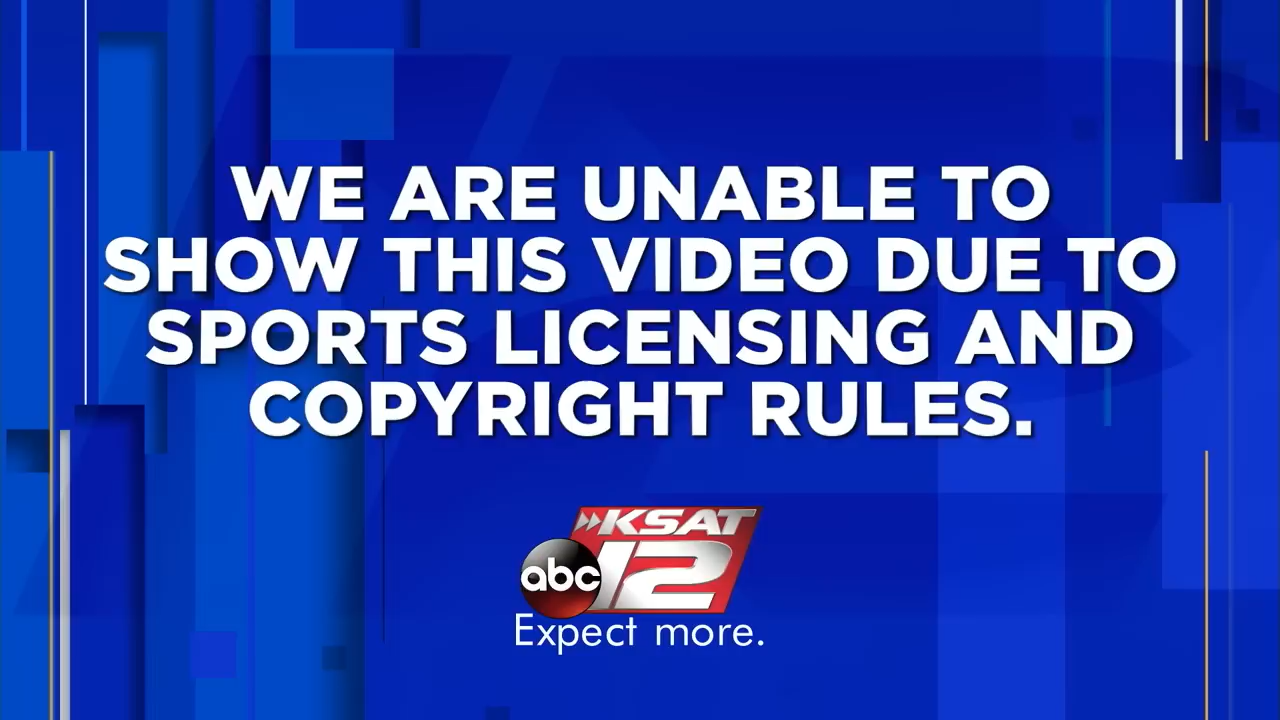 WE ARE UNABLE TO
SHOW THIS VIDEO DUE TO
SPORTS LICENSING AND
COPYRIGHT RULES.
KSAT
abc 12
Expect more.